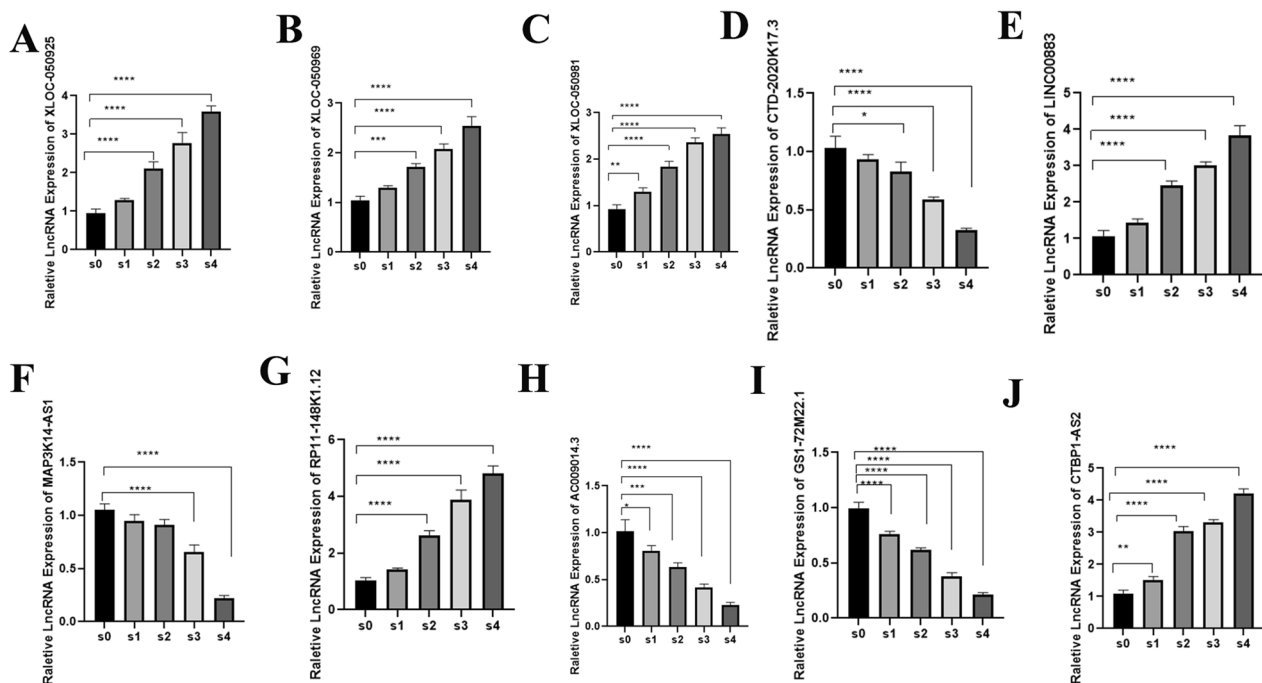 A
Raletive LncRNA Expression of XLOC-050925
****
****
****
4
3
2
1
0
s0 s1 s2 s3 s4
B
Raletive LncRNA Expression of XLOC-050969
****
****
***
3
2
1
0
s0 s1 s2 s3 s4
C
Raletive LncRNA Expression of XLOC-050981
****
****
****
**
3
2
1
0
s0 s1 s2 s3 s4
D
Raletive LncRNA Expression of CTD-2020K17.3
****
****
*
1.5
1.0
0.5
0.0
s0 s1 s2 s3 s4
E
Raletive LncRNA Expression of LINC00883
****
****
****
5
4
3
2
1
0
s0 s1 s2 s3 s4
F
Raletive LncRNA Expression of MAP3K14-AS1
****
****
1.5
1.0
0.5
0.0
s0 s1 s2 s3 s4
G
Raletive LncRNA Expression of RP11-148K1.12
****
****
****
6
4
2
0
s0 s1 s2 s3 s4
H
Raletive LncRNA Expression of AC009014.3
****
****
***
*
1.5
1.0
0.5
0.0
s0 s1 s2 s3 s4
I
Raletive LncRNA Expression of GS1-72M22.1
****
****
****
****
1.5
1.0
0.5
0.0
s0 s1 s2 s3 s4
J
Raletive LncRNA Expression of CTBP1-AS2
****
****
****
**
5
4
3
2
1
0
s0 s1 s2 s3 s4